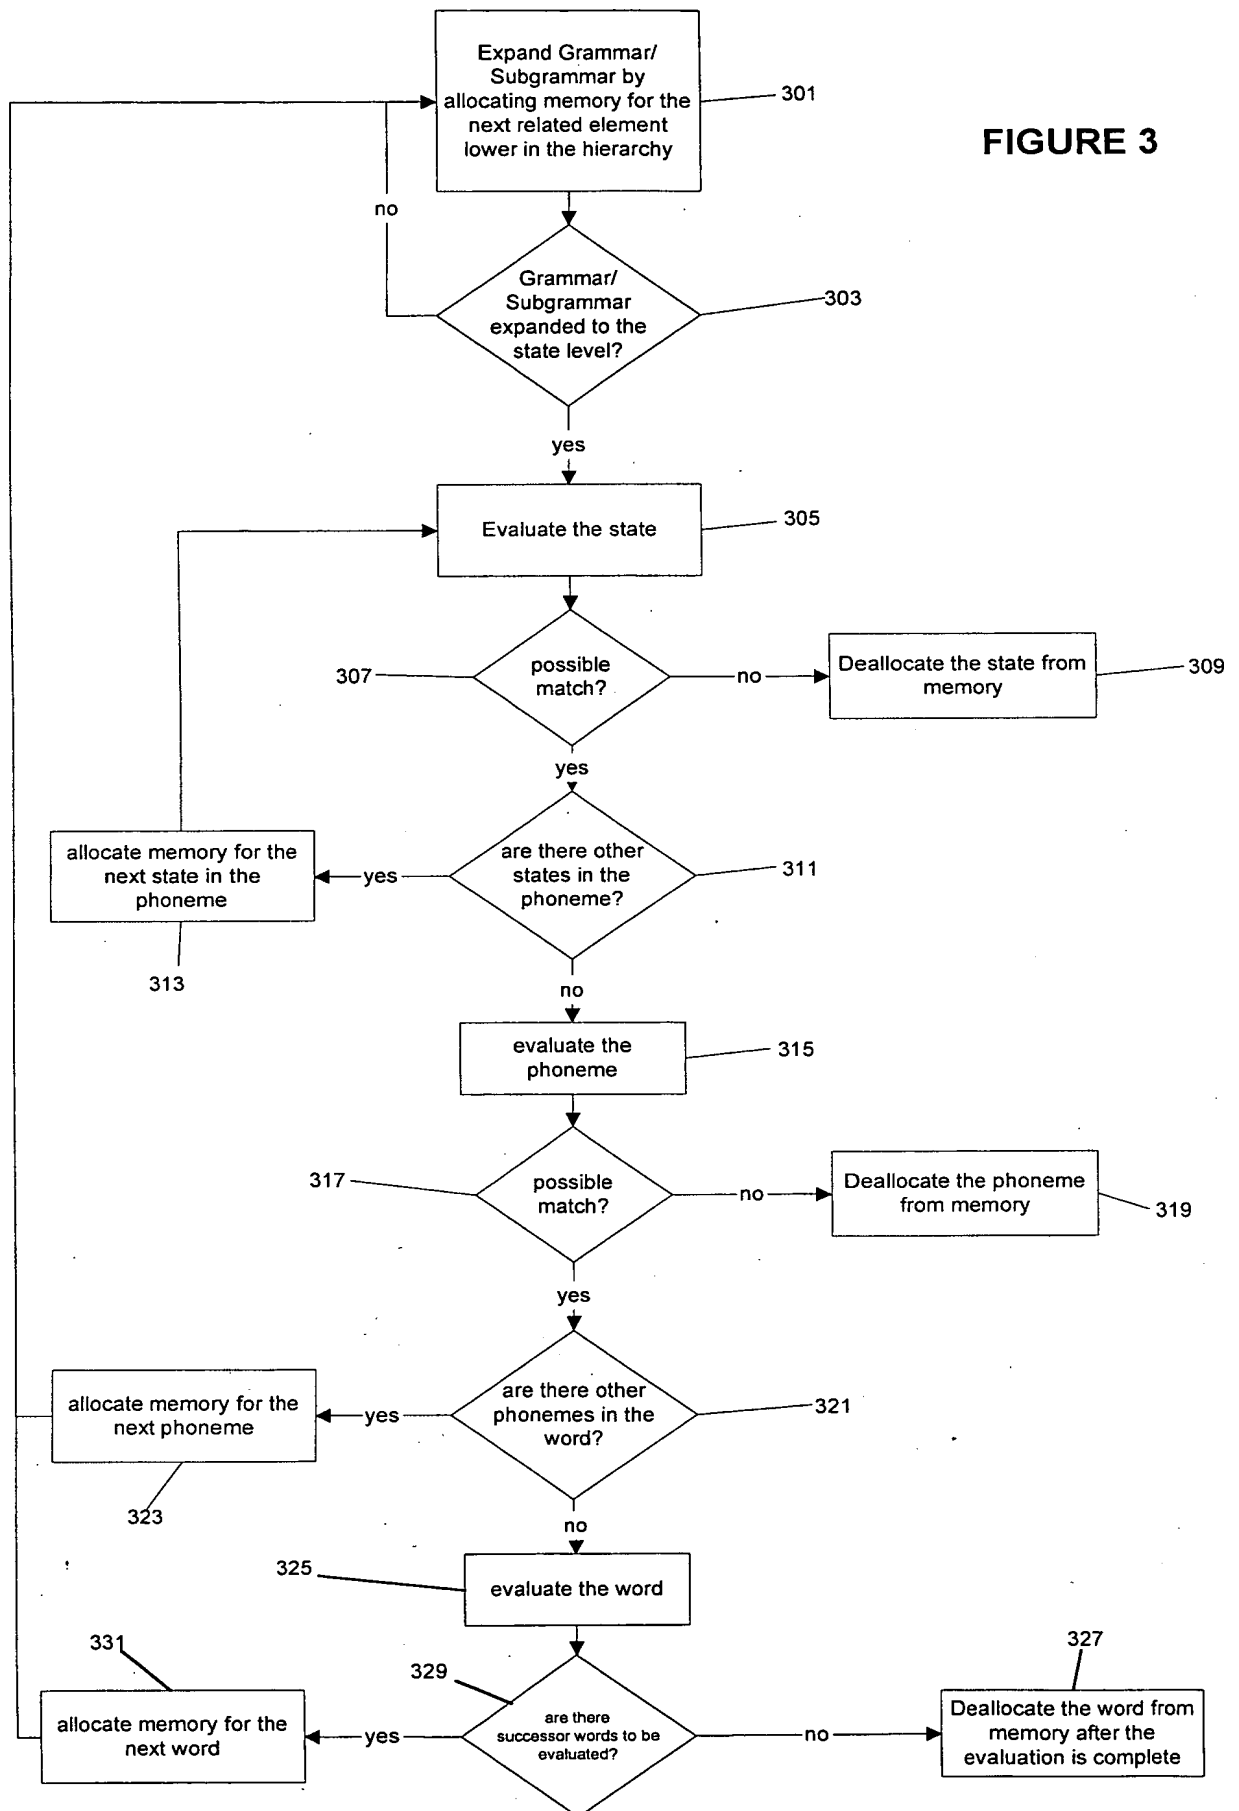 Expand Grammar/
Subgrammar by
allocating memory for the
next related element
lower in the hierarchy
301
FIGURE 3
no
Grammar/
Subgrammar
expanded to the
state level?
303
yes
Evaluate the state
305
307
possible
match?
no
Deallocate the state from
memory
309
yes
allocate memory for the
next state in the
phoneme
yes
are there other
states in the
phoneme?
311
313
no
evaluate the
phoneme
315
317
possible
match?
no
Deallocate the phoneme
from memory
319
yes
allocate memory for the
next phoneme
yes
are there other
phonemes in the
word?
321
323
no
325
evaluate the word
331
329
327
allocate memory for the
next word
yes
are there
successor words to be
evaluated?
no
Deallocate the word from
memory after the
evaluation is complete